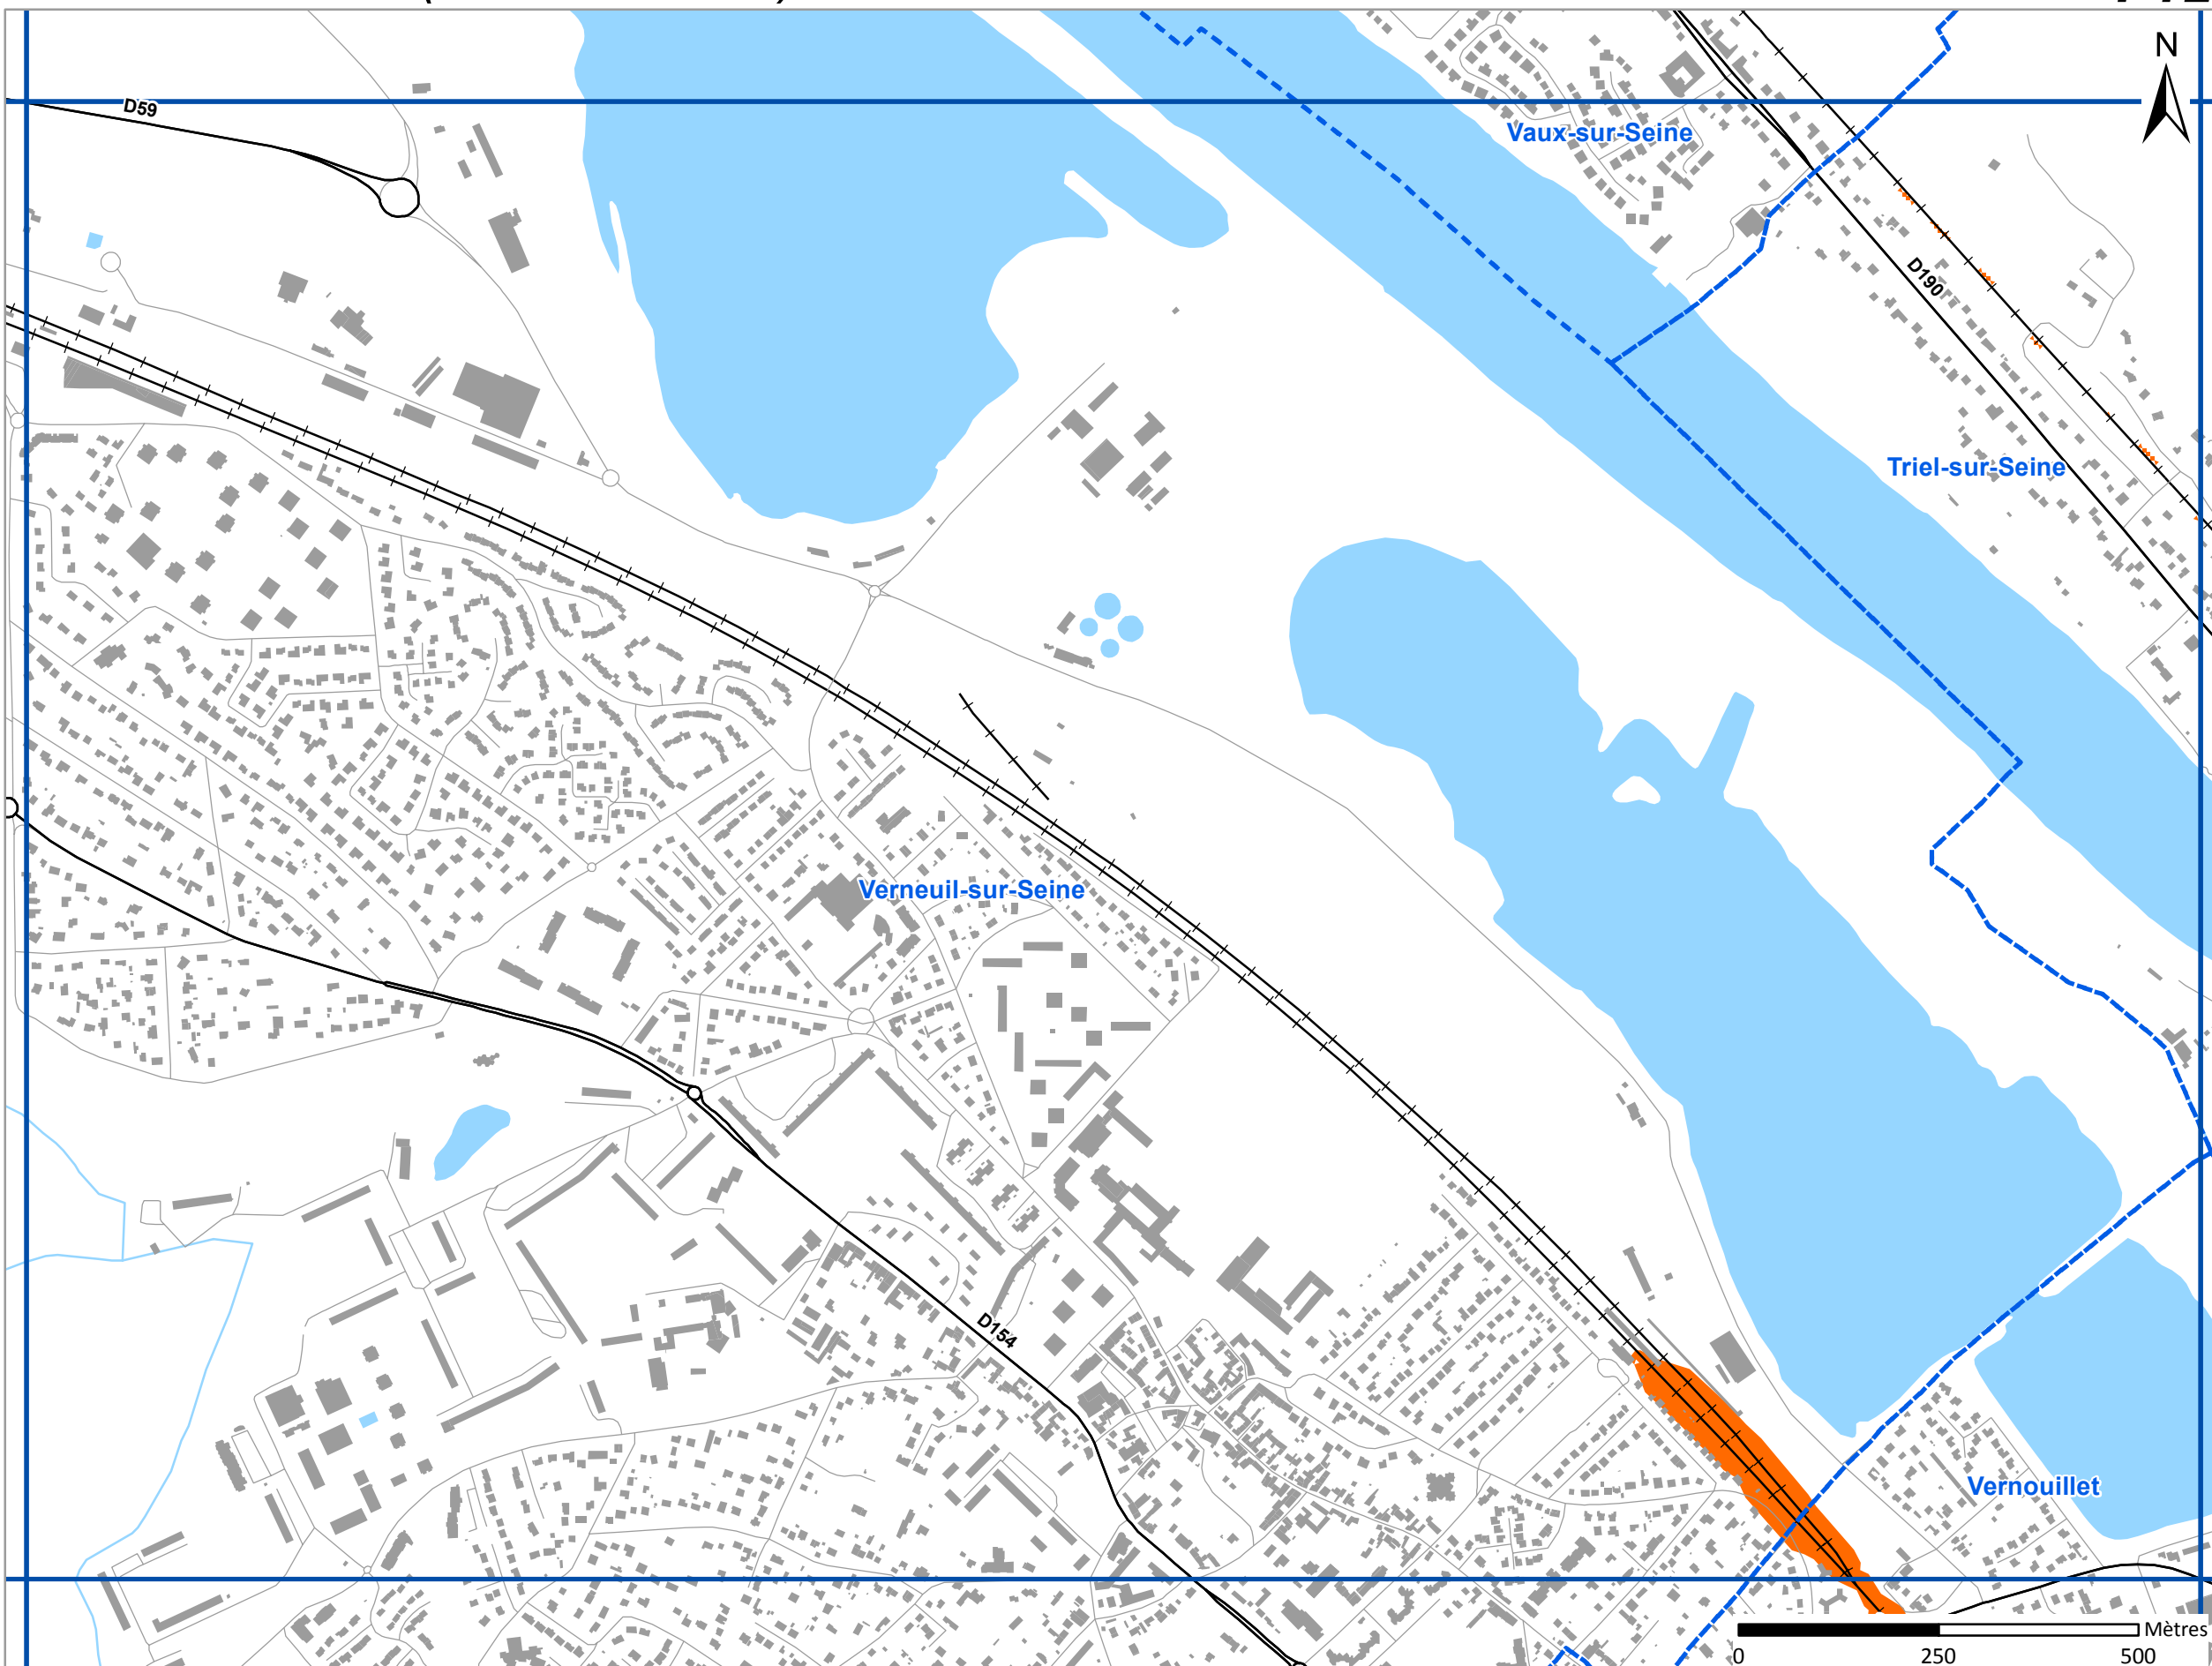 N
D59
Vaux-sur-Seine
D190
Triel-sur-Seine
Verneuil-sur-Seine
D154
Vernouillet
Mètres
0 250 500